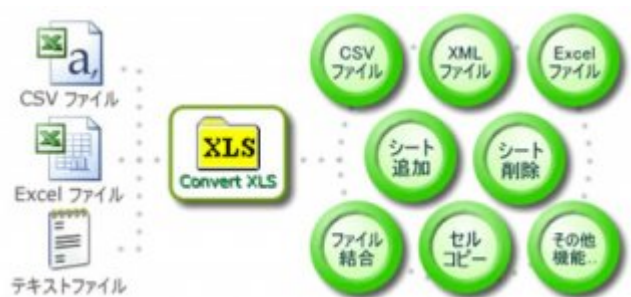 a,
CSV ファイル
Excel ファイル
テキストファイル
XLS
Convert XLS
CSV
ファイル
XML
ファイル
Excel
ファイル
シート
追加
シート
削除
ファイル
結合
セル
コピー
その他
機能...